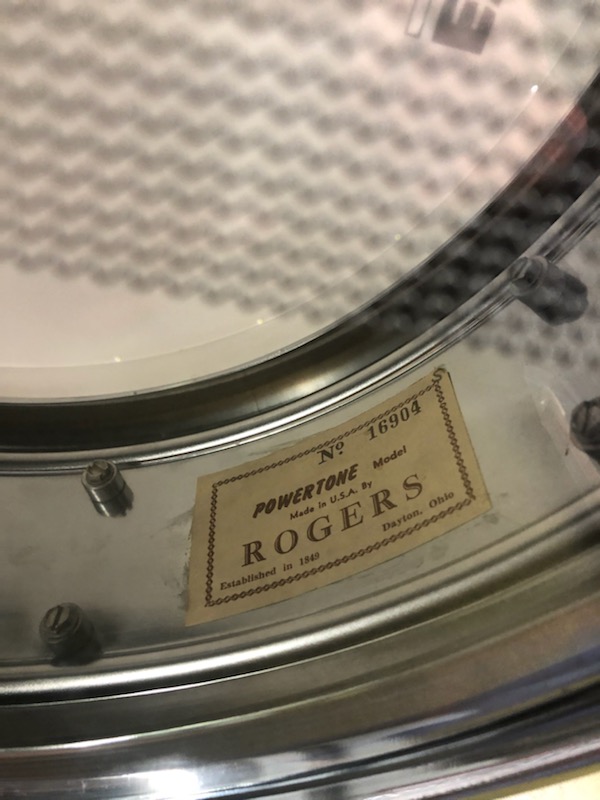 Nº 16904
POWERTONE Model
Made in U.S.A. By
ROGERS
Established in 1849 Dayton, Ohio